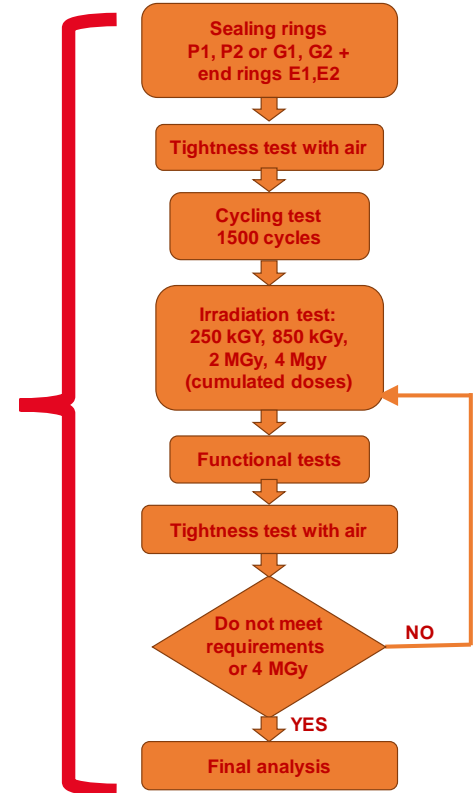 Sealing rings
P1, P2 or G1, G2 +
end rings E1,E2
Tightness test with air
Cycling test
1500 cycles
Irradiation test:
250 kGY, 850 kGy,
2 MGy, 4 Mgy
(cumulated doses)
Functional tests
Tightness test with air
Do not meet
requirements
or 4 MGy
NO
YES
Final analysis